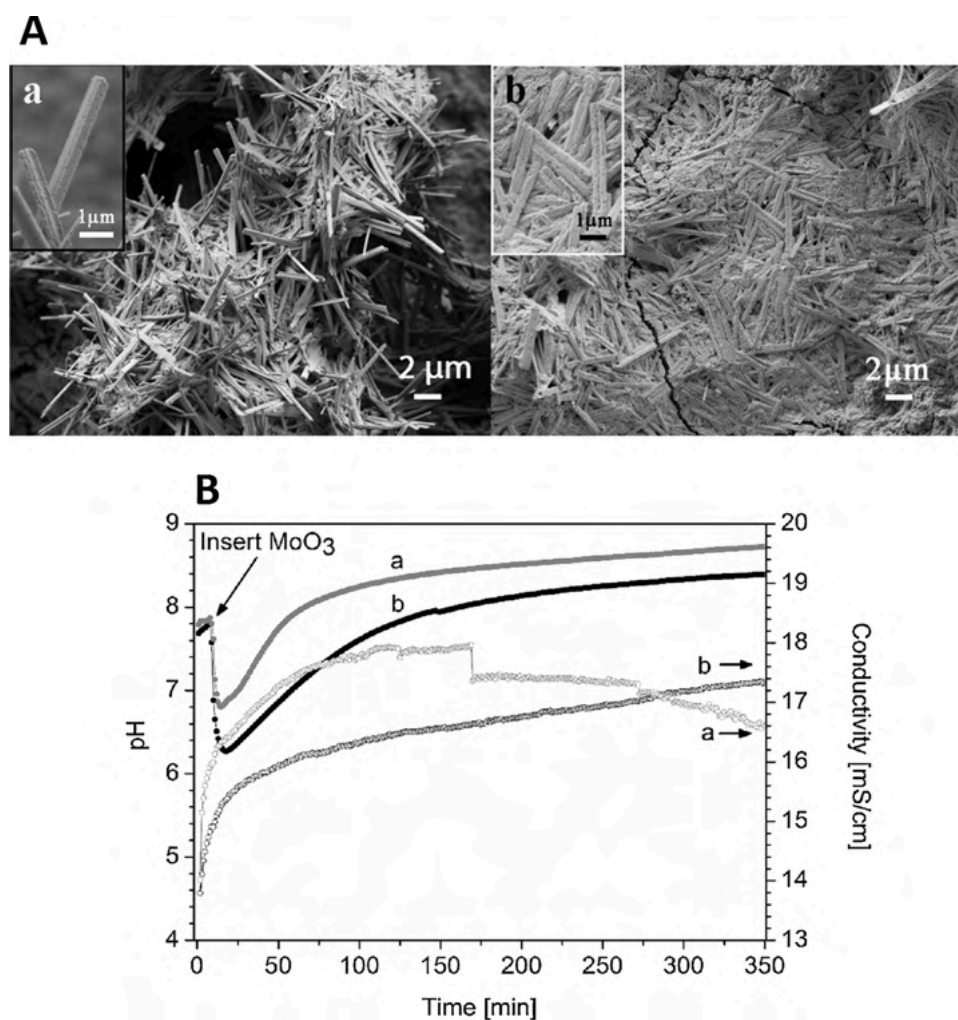 A
a
1μm
2 μm
b
1μm
2μm
B
Insert MoO3
a
b
b
a
9
8
7
6
5
4
pH
20
19
18
17
16
15
14
13
Conductivity [mS/cm]
0 50 100 150 200 250 300 350
Time [min]